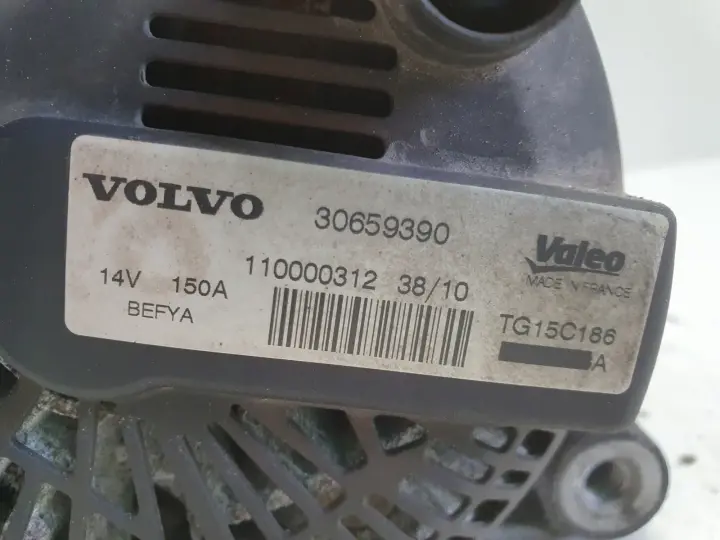 VOLVO 30659390
Valeo
MADE IN FRANCE
14V 150A 110000312 38/10
BEFYA
TG15C186
A